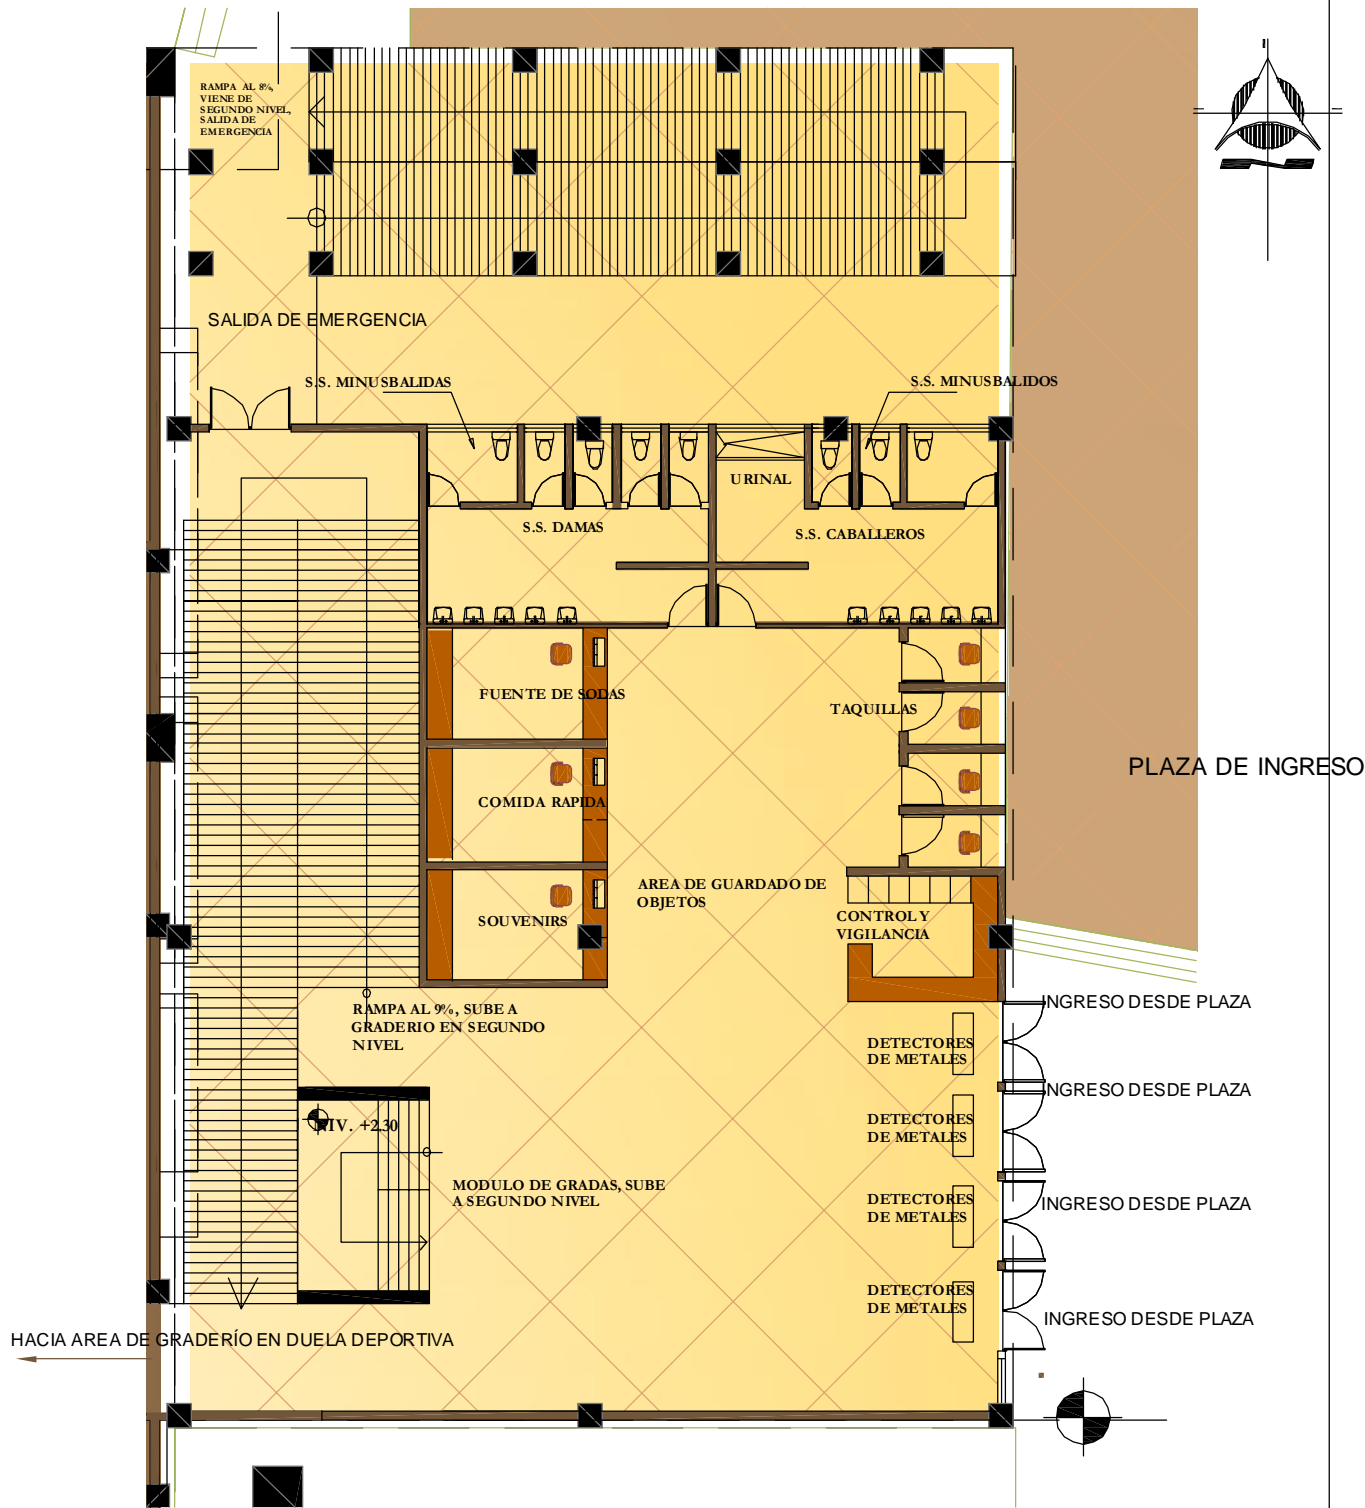 RAMPA AL 8%,
VIENE DE
SEGUNDO NIVEL,
SALIDA DE
EMERGENCIA
SALIDA DE EMERGENCIA
S.S. MINUSBALIDAS
S.S. MINUSBALIDOS
URINAL
S.S. DAMAS
S.S. CABALLEROS
FUENTE DE SODAS
TAQUILLAS
PLAZA DE INGRESO
COMIDA RAPIDA
AREA DE GUARDADO DE
OBJETOS
SOUVENIRS
CONTROL Y
VIGILANCIA
RAMPA AL 9%, SUBE A
GRADERIO EN SEGUNDO
NIVEL
INGRESO DESDE PLAZA
DETECTORES
DE METALES
INGRESO DESDE PLAZA
DETECTORES
DE METALES
NIV. +2.30
MODULO DE GRADAS, SUBE
A SEGUNDO NIVEL
DETECTORES
DE METALES
INGRESO DESDE PLAZA
DETECTORES
DE METALES
INGRESO DESDE PLAZA
HACIA AREA DE GRADERÍO EN DUELA DEPORTIVA